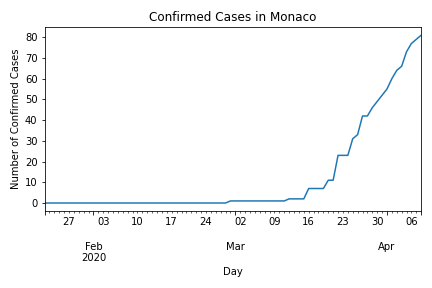 Confirmed Cases in Monaco
Number of Confirmed Cases
80
70
60
50
40
30
20
10
0
27 03 10 17 24 02 09 16 23 30 06
Feb Mar Apr
2020
Day